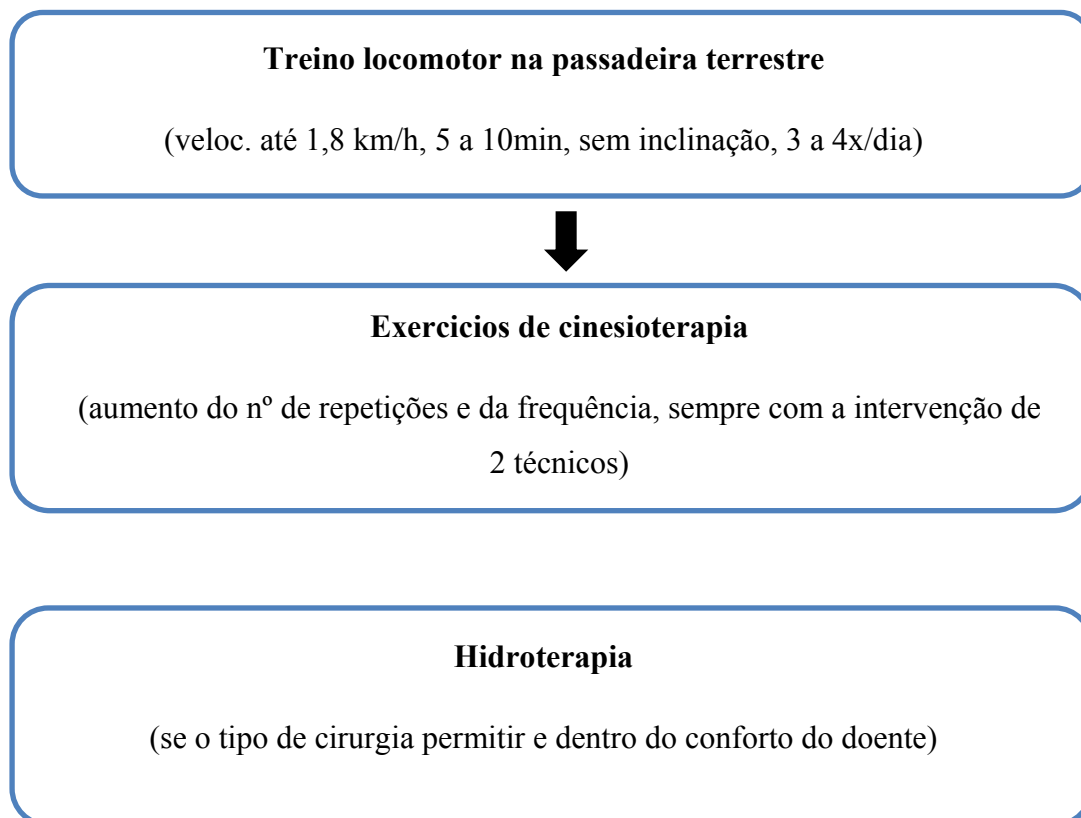 Treino locomotor na passadeira terrestre
(veloc. até 1,8 km/h, 5 a 10min, sem inclinação, 3 a 4x/dia)
Exercicios de cinesioterapia
(aumento do nº de repetições e da frequência, sempre com a intervenção de
2 técnicos)
Hidroterapia
(se o tipo de cirurgia permitir e dentro do conforto do doente)